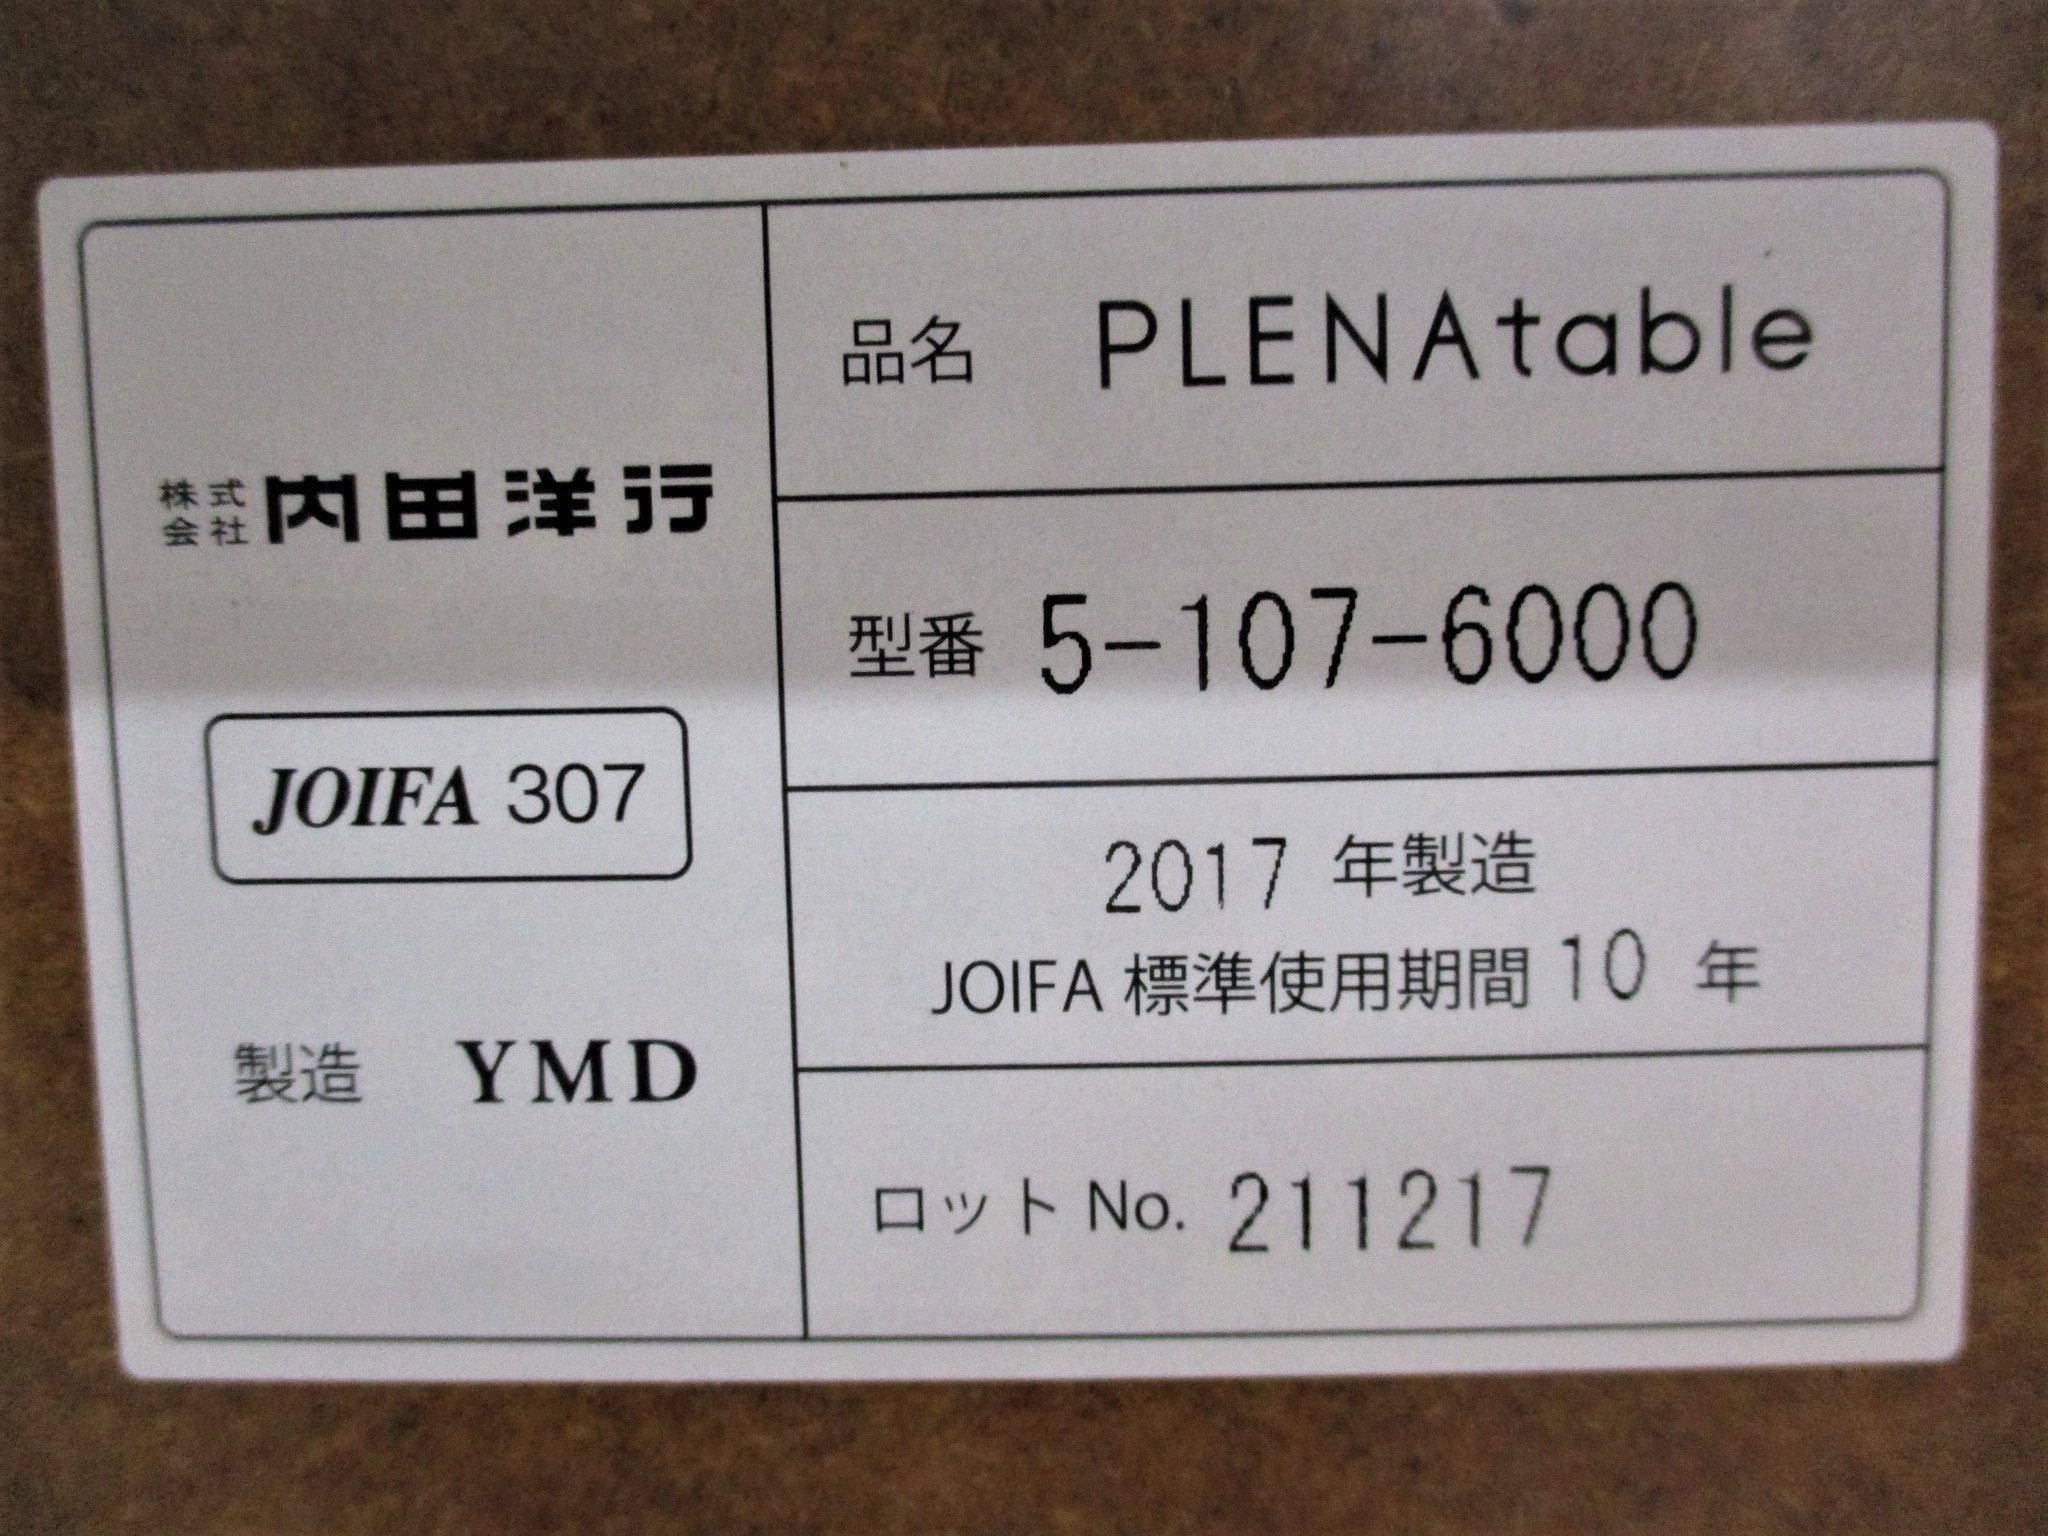 株式会社 内田洋行
JOIFA 307
製造 YMD
品名 PLENAtable
型番 5-107-6000
2017 年製造
JOIFA 標準使用期間 10 年
ロット No. 211217